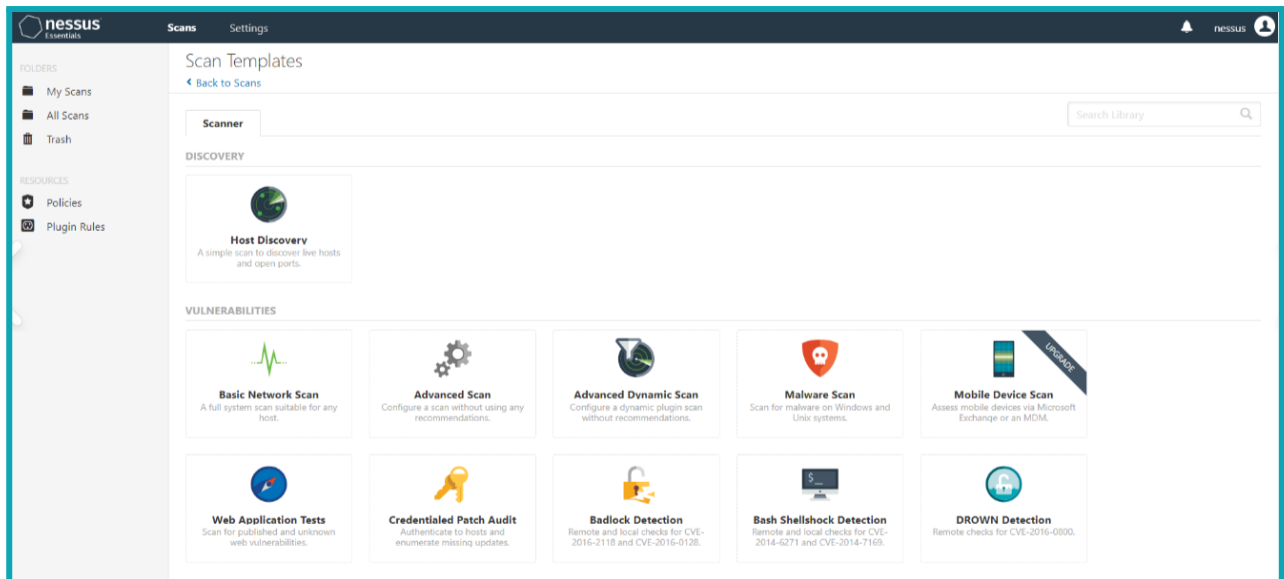 nessus
Essentials
Scans
Settings
nessus
FOLDERS
My Scans
All Scans
Trash
RESOURCES
Policies
Plugin Rules
Scan Templates
Back to Scans
Scanner
Search Library
DISCOVERY
Host Discovery
A simple scan to discover live hosts
and open ports.
VULNERABILITIES
Basic Network Scan
A full system scan suitable for any
host.
Advanced Scan
Configure a scan without using any
recommendations.
Advanced Dynamic Scan
Configure a dynamic plugin scan
without recommendations.
Malware Scan
Scan for malware on Windows and
Unix systems.
UPGRADE
Mobile Device Scan
Assess mobile devices via Microsoft
Exchange or an MDM.
Web Application Tests
Scan for published and unknown
web vulnerabilities.
Credentialed Patch Audit
Authenticate to hosts and
enumerate missing updates.
Badlock Detection
Remote and local checks for CVE-
2016-2118 and CVE-2016-0128.
$_
Bash Shellshock Detection
Remote and local checks for CVE-
2014-6271 and CVE-2014-7169.
DROWN Detection
Remote checks for CVE-2016-0800.